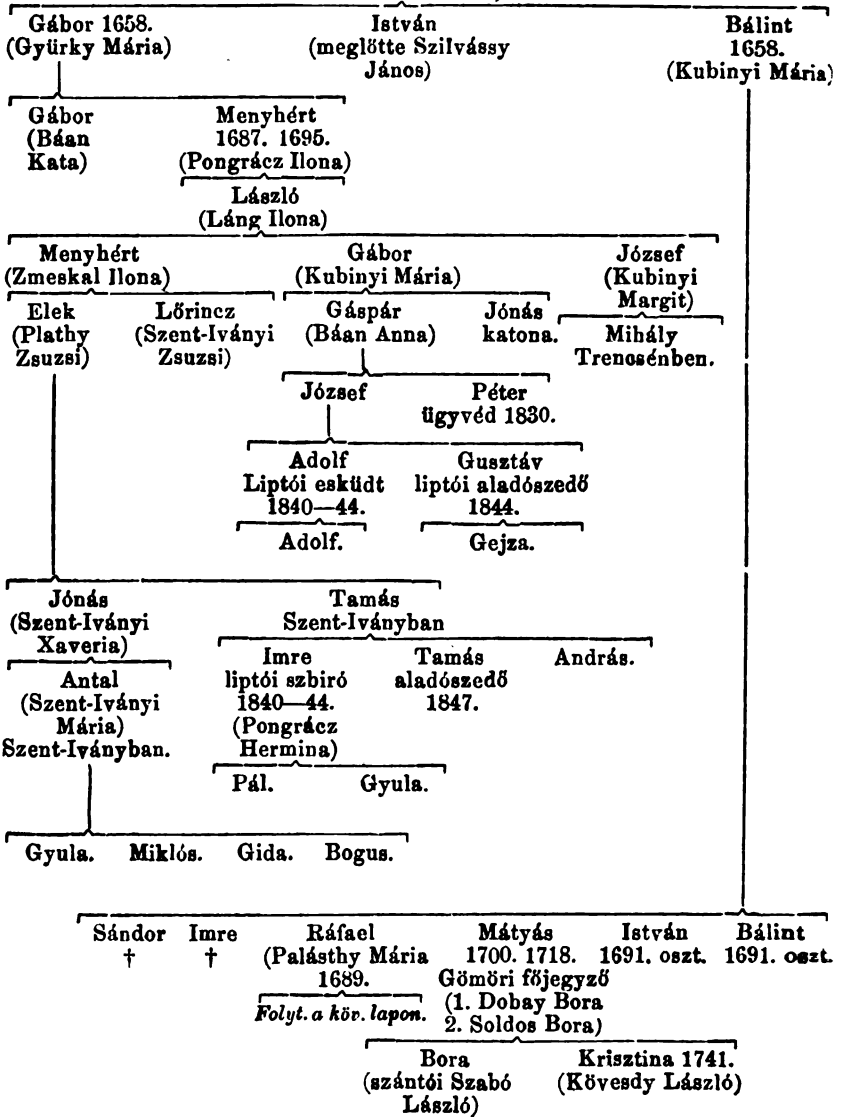 Gábor 1658. István Bálint
(Gyürky Mária) (meglötte Szilvássy 1658.
János) (Kubinyi Mária)
Gábor Menyhért
(Báan 1687. 1695.
Kata) (Pongrácz Ilona)
László
(Láng Ilona)
Menyhért Gábor József
(Zmeskal Ilona) (Kubinyi Mária) (Kubinyi
Margit)
Elek Lőrincz Gáspár Jónás
(Plathy (Szent-Iványi (Báan Anna) katona. Mihály
Zsuzsi) Zsuzsi) Trenosénben.
József Péter
ügyvéd 1830.
Adolf Gusztáv
Liptói esküdt liptói aladószedő
1840—44. 1844.
Adolf. Gejza.
Jónás Tamás
(Szent-Iványi Szent-Iványban
Xaveria)
Imre Tamás András.
Antal liptói szbiró aladószedő
(Szent-Iványi 1840—44. 1847.
Mária) (Pongrácz
Szent-Iványban. Hermina)
Pál. Gyula.
Gyula. Miklós. Gida. Bogus.
Sándor Imre Ráfael Mátyás István Bálint
† † (Palásthy Mária 1700. 1718. 1691. oszt. 1691. oszt.
1689. Gömöri főjegyző
Folyt. a köv. lapon. (1. Dobay Bora
2. Soldos Bora)
Bora Krisztina 1741.
(szántói Szabó (Kövesdy László)
László)